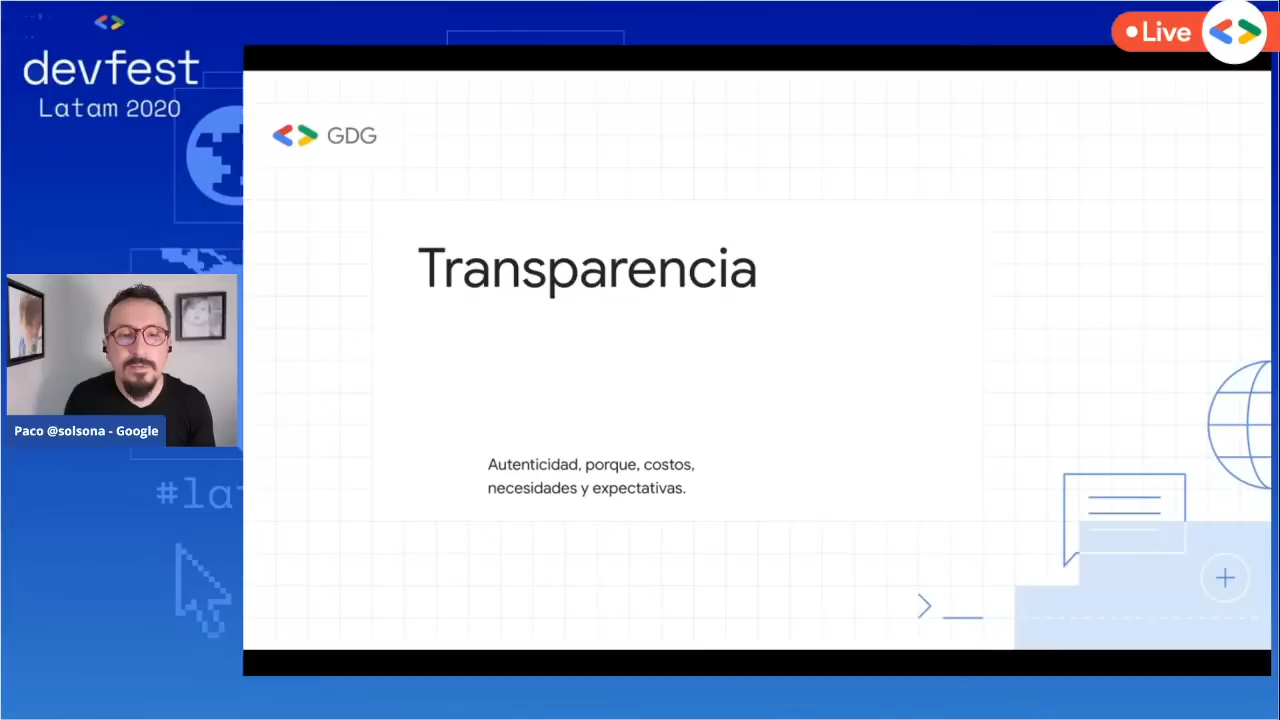 devfest
Latam 2020
Live
GDG
Transparencia
Autenticidad, porque, costos,
necesidades y expectativas.
Paco @solsona - Google
#la